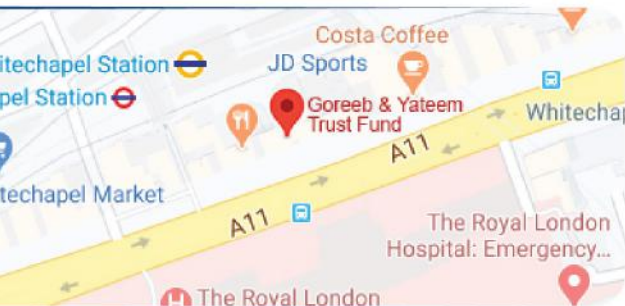 Costa Coffee
itechapel Station
JD Sports
pel Station
Goreeb & Yateem
Trust Fund
Whitechap
A11
techapel Market
A11
The Royal London
Hospital: Emergency...
H The Royal London